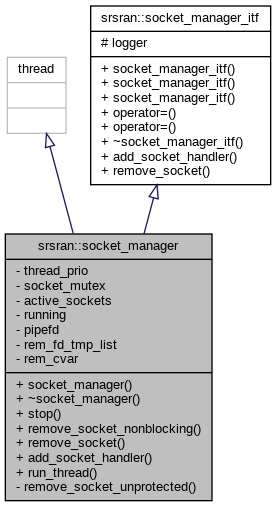 srsran::socket_manager_itf
# logger
+ socket_manager_itf()
+ socket_manager_itf()
+ socket_manager_itf()
+ operator=()
+ operator=()
+ ~socket_manager_itf()
+ add_socket_handler()
+ remove_socket()
thread
srsran::socket_manager
- thread_prio
- socket_mutex
- active_sockets
- running
- pipefd
- rem_fd_tmp_list
- rem_cvar
+ socket_manager()
+ ~socket_manager()
+ stop()
+ remove_socket_nonblocking()
+ remove_socket()
+ add_socket_handler()
+ run_thread()
- remove_socket_unprotected()